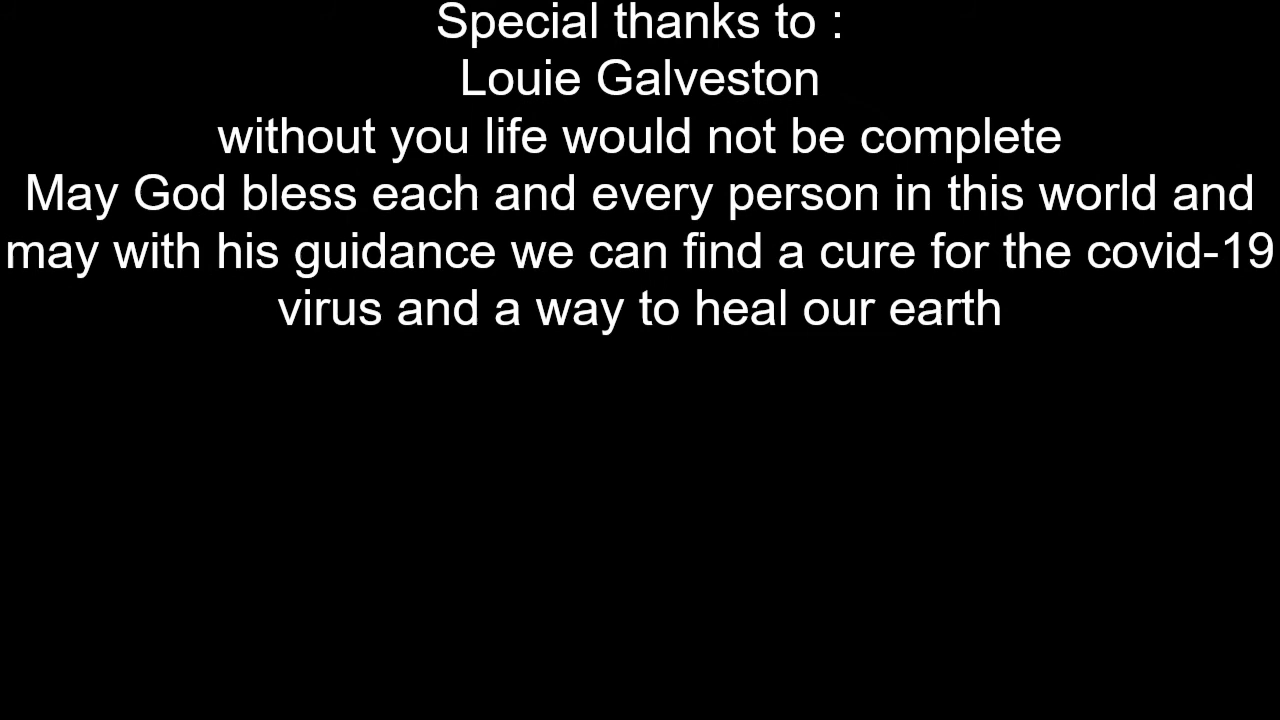 Special thanks to :
Louie Galveston
without you life would not be complete
May God bless each and every person in this world and
may with his guidance we can find a cure for the covid-19
virus and a way to heal our earth